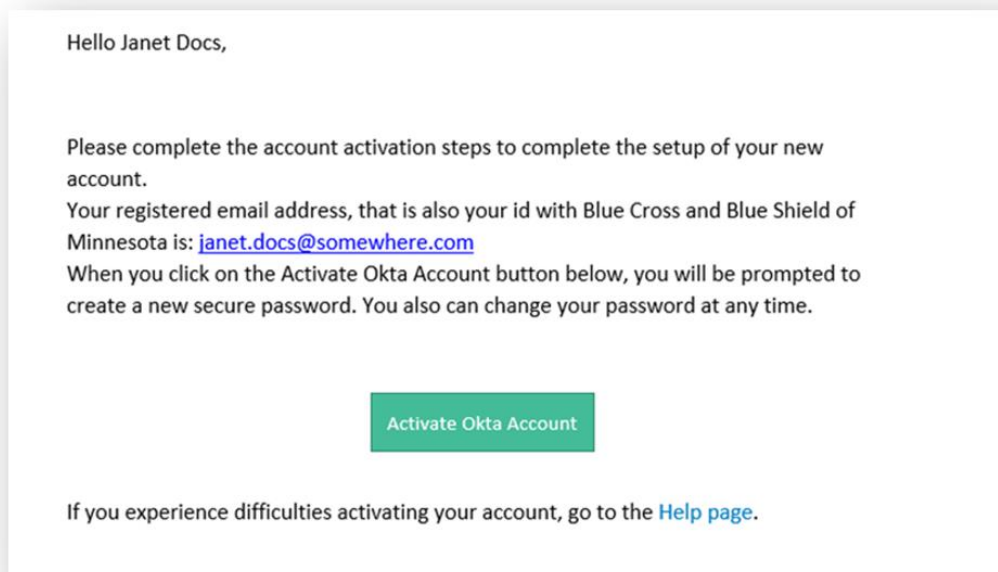 Hello Janet Docs,
Please complete the account activation steps to complete the setup of your new
account.
Your registered email address, that is also your id with Blue Cross and Blue Shield of
Minnesota is: janet.docs@somewhere.com
When you click on the Activate Okta Account button below, you will be prompted to
create a new secure password. You also can change your password at any time.
Activate Okta Account
If you experience difficulties activating your account, go to the Help page.